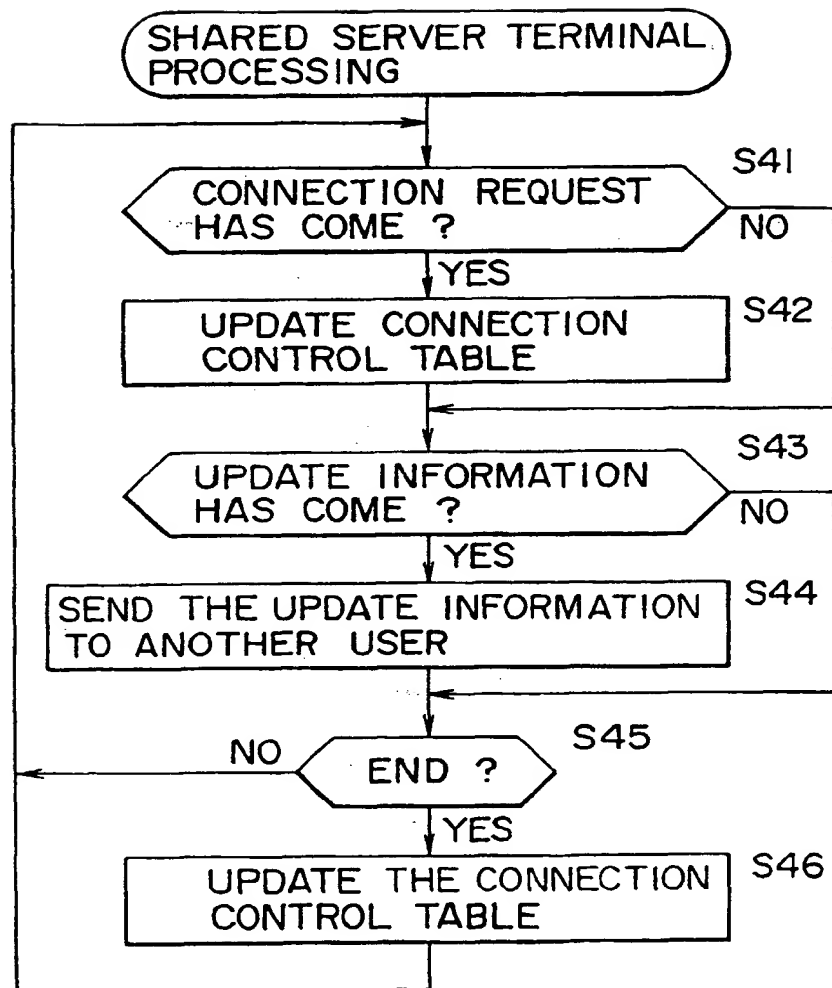 SHARED SERVER TERMINAL
PROCESSING
S41
CONNECTION REQUEST
HAS COME ?
NO
YES
S42
UPDATE CONNECTION
CONTROL TABLE
S43
UPDATE INFORMATION
HAS COME ?
NO
YES
S44
SEND THE UPDATE INFORMATION
TO ANOTHER USER
S45
NO
END ?
YES
S46
UPDATE THE CONNECTION
CONTROL TABLE